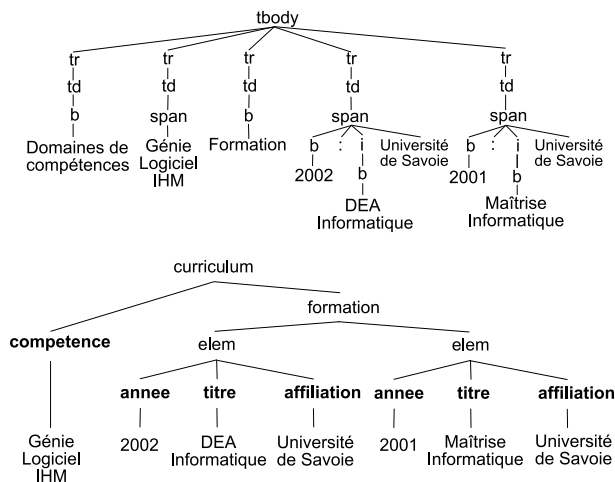 tbody
tr tr tr tr tr
td td td td td
b span b span span
Domaines de compétences Génie Logiciel IHM Formation b : i Université de Savoie b : i Université de Savoie
2002 b 2001 b
DEA Informatique Maîtrise Informatique
curriculum
formation
competence elem elem
annee titre affiliation annee titre affiliation
Génie Logiciel IHM 2002 DEA Informatique Université de Savoie 2001 Maîtrise Informatique Université de Savoie